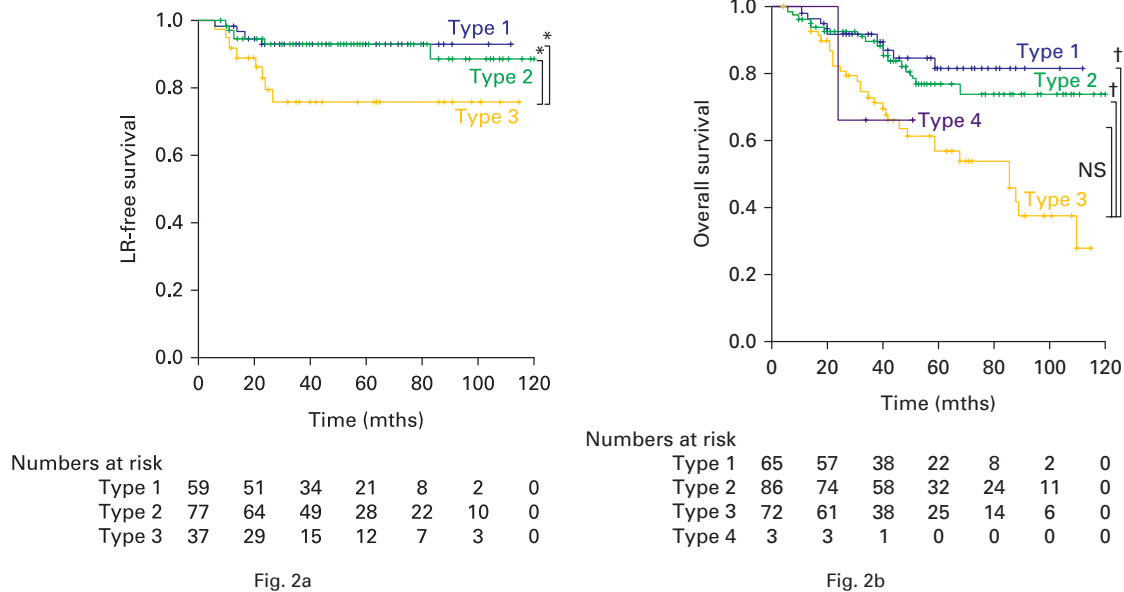 1.0
0.8
0.6
0.4
0.2
0.0
LR-free survival
Type 1
Type 2
Type 3
*
*
0 20 40 60 80 100 120
Time (mths)
Numbers at risk
Type 1 59 51 34 21 8 2 0
Type 2 77 64 49 28 22 10 0
Type 3 37 29 15 12 7 3 0
Fig. 2a
1.0
0.8
0.6
0.4
0.2
0.0
Overall survival
Type 1
Type 2
Type 4
Type 3
†
†
NS
0 20 40 60 80 100 120
Time (mths)
Numbers at risk
Type 1 65 57 38 22 8 2 0
Type 2 86 74 58 32 24 11 0
Type 3 72 61 38 25 14 6 0
Type 4 3 3 1 0 0 0 0
Fig. 2b